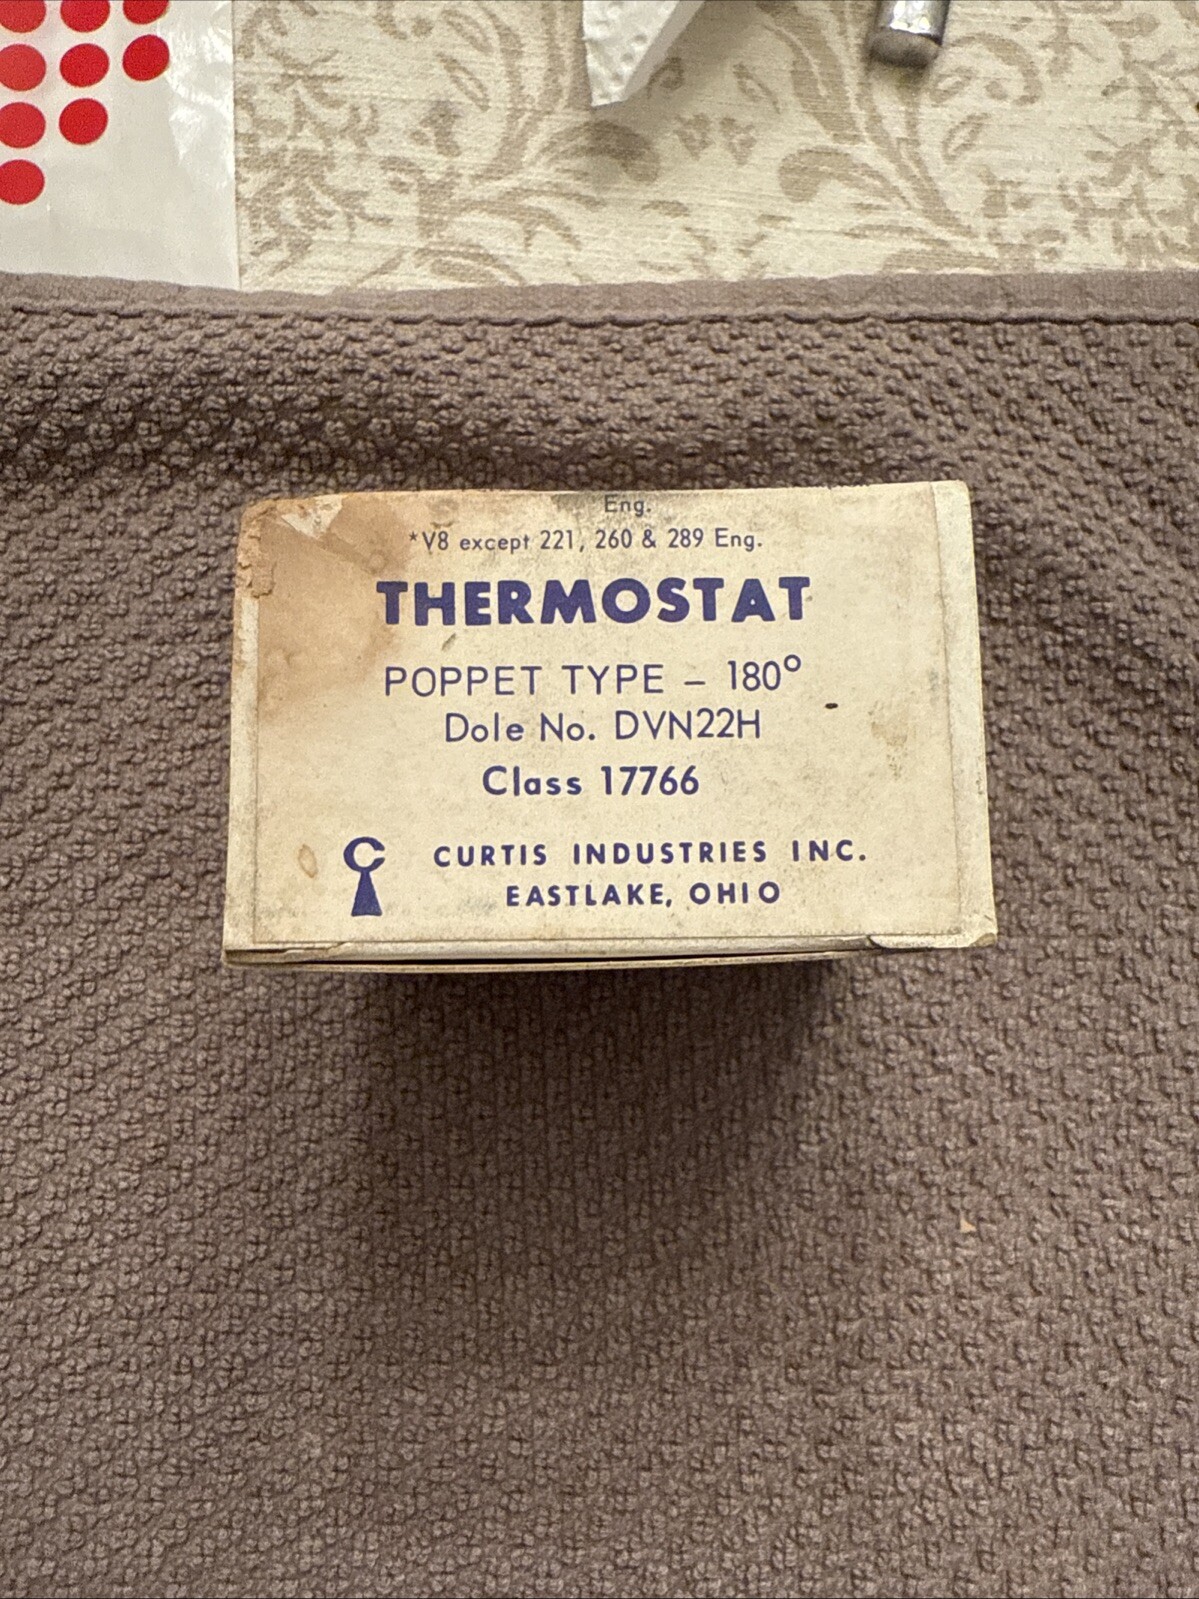 Eng.
*V8 except 221, 260 & 289 Eng.
THERMOSTAT
POPPET TYPE – 180°
Dole No. DVN22H
Class 17766
CURTIS INDUSTRIES INC.
EASTLAKE, OHIO